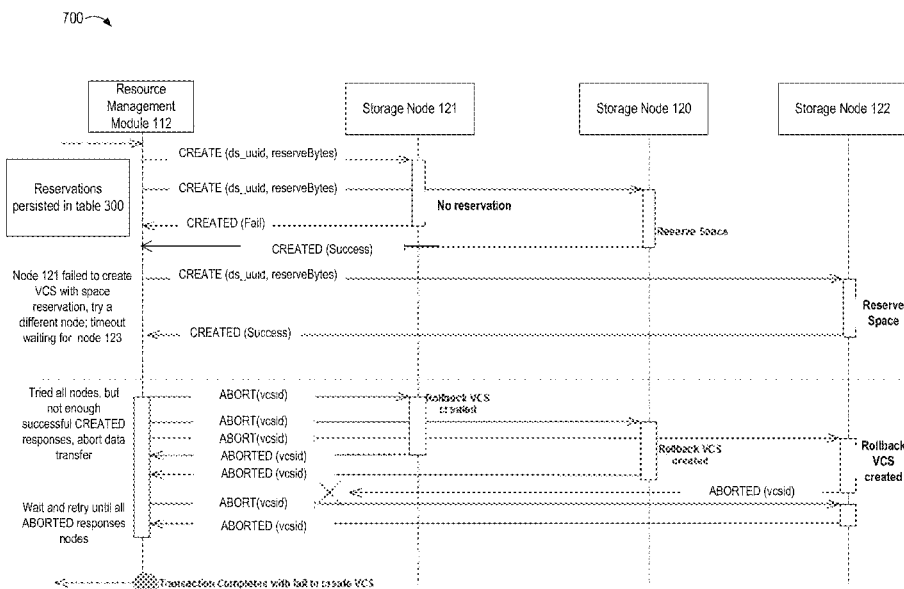 700
Resource
Management
Module 112
Storage Node 121
Storage Node 120
Storage Node 122
CREATE (ds_uuid, reserveBytes)
Reservations
persisted in table 300
CREATE (ds_uuid, reserveBytes)
No reservation
CREATED (Fail)
Reserve Space
CREATED (Success)
Node 121 failed to create
VCS with space
reservation, try a
different node; timeout
waiting for node 123
CREATE (ds_uuid, reserveBytes)
Reserve
Space
CREATED (Success)
Tried all nodes, but
not enough
successful CREATED
responses, abort data
transfer
ABORT(vcsid)
Rollback VCS
created
ABORT(vcsid)
ABORT(vcsid)
ABORTED (vcsid)
Rollback VCS
created
Rollback
VCS
created
ABORTED (vcsid)
ABORTED (vcsid)
Wait and retry until all
ABORTED responses
nodes
ABORT(vcsid)
ABORTED (vcsid)
Transaction Completes with fail to create VCS